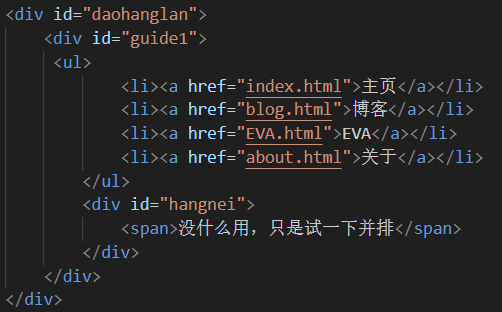 <div id="daohanglan">
<div id="guide1">
<ul>
<li><a href="index.html">主页</a></li>
<li><a href="blog.html">博客</a></li>
<li><a href="EVA.html">EVA</a></li>
<li><a href="about.html">关于</a></li>
</ul>
<div id="hangnei">
<span>没什么用，只是试一下并排</span>
</div>
</div>
</div>